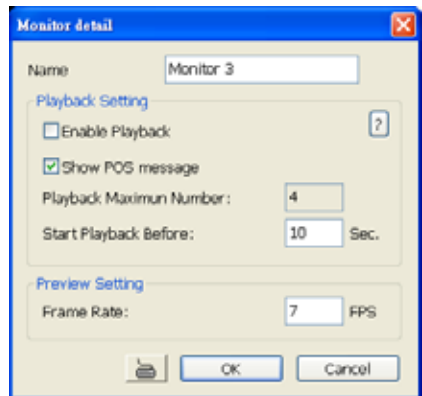 Monitor detail
Name Monitor 3
Playback Setting
Enable Playback ?
Show POS message
Playback Maximun Number: 4
Start Playback Before: 10 Sec.
Preview Setting
Frame Rate: 7 FPS
OK Cancel